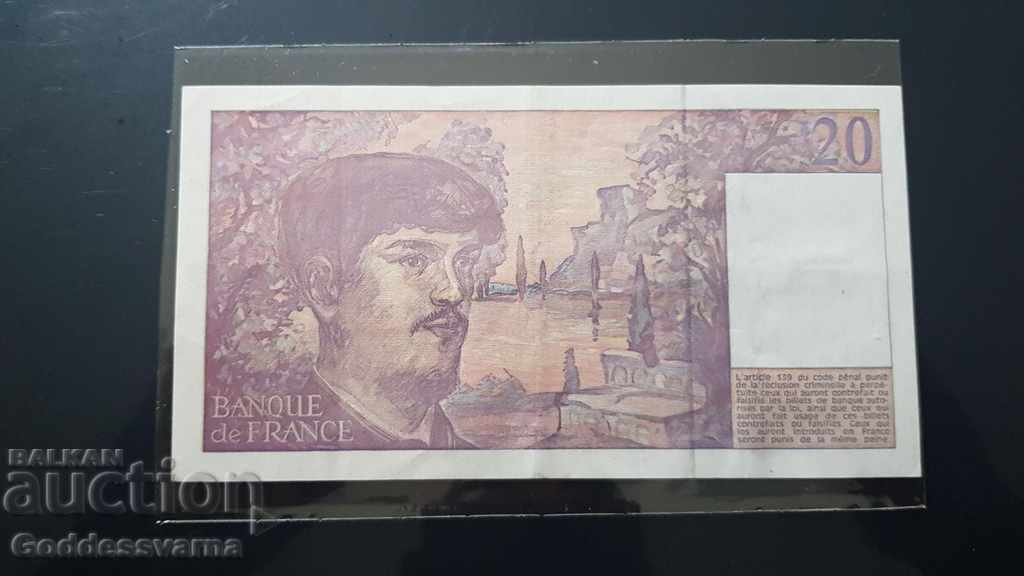 20
L'article 139 du code pénal punit
de la réclusion criminelle à perpé-
tuité ceux qui auront contrefait ou
falsifié les billets de banque auto-
risés par la loi, ainsi que ceux qui
auront fait usage de ces billets
contrefaits ou falsifiés. Ceux qui
les auront introduits en France
seront punis de la même peine.
BANQUE
de FRANCE
BALKAN
auction
Goddessvarna